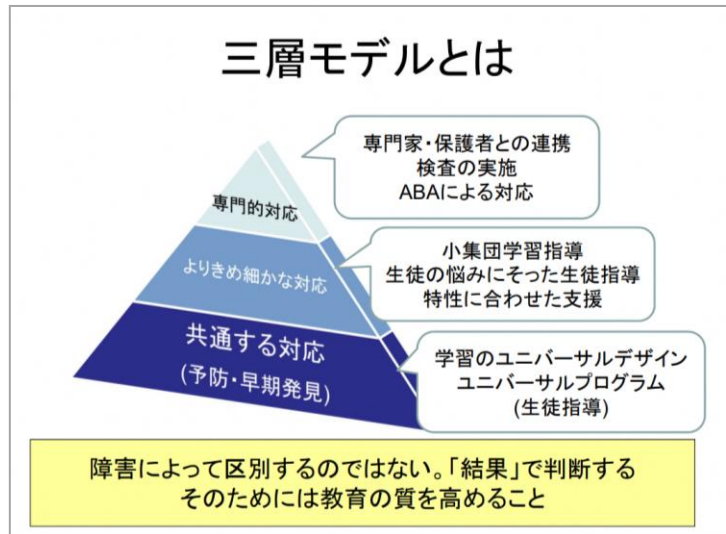 三層モデルとは
専門家・保護者との連携
検査の実施
ABAによる対応
専門的対応
小集団学習指導
生徒の悩みにそった生徒指導
特性に合わせた支援
よりきめ細かな対応
学習のユニバーサルデザイン
ユニバーサルプログラム
(生徒指導)
共通する対応
(予防・早期発見)
障害によって区別するのではない。「結果」で判断する
そのためには教育の質を高めること